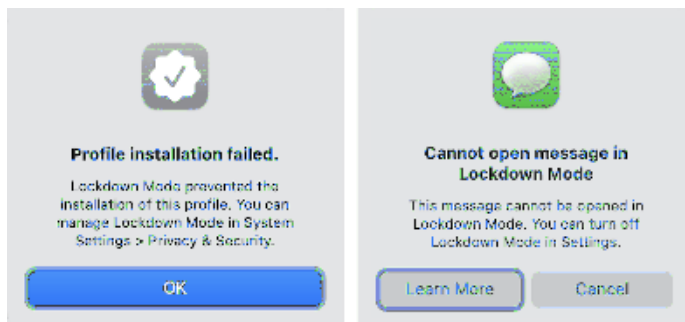 Profile installation failed.
Lockdown Mode prevented the
installation of this profile. You can
manage Lockdown Mode in System
Settings > Privacy & Security.
OK
Cannot open message in
Lockdown Mode
This message cannot be opened in
Lockdown Mode. You can turn off
Lockdown Mode in Settings.
Learn More
Cancel